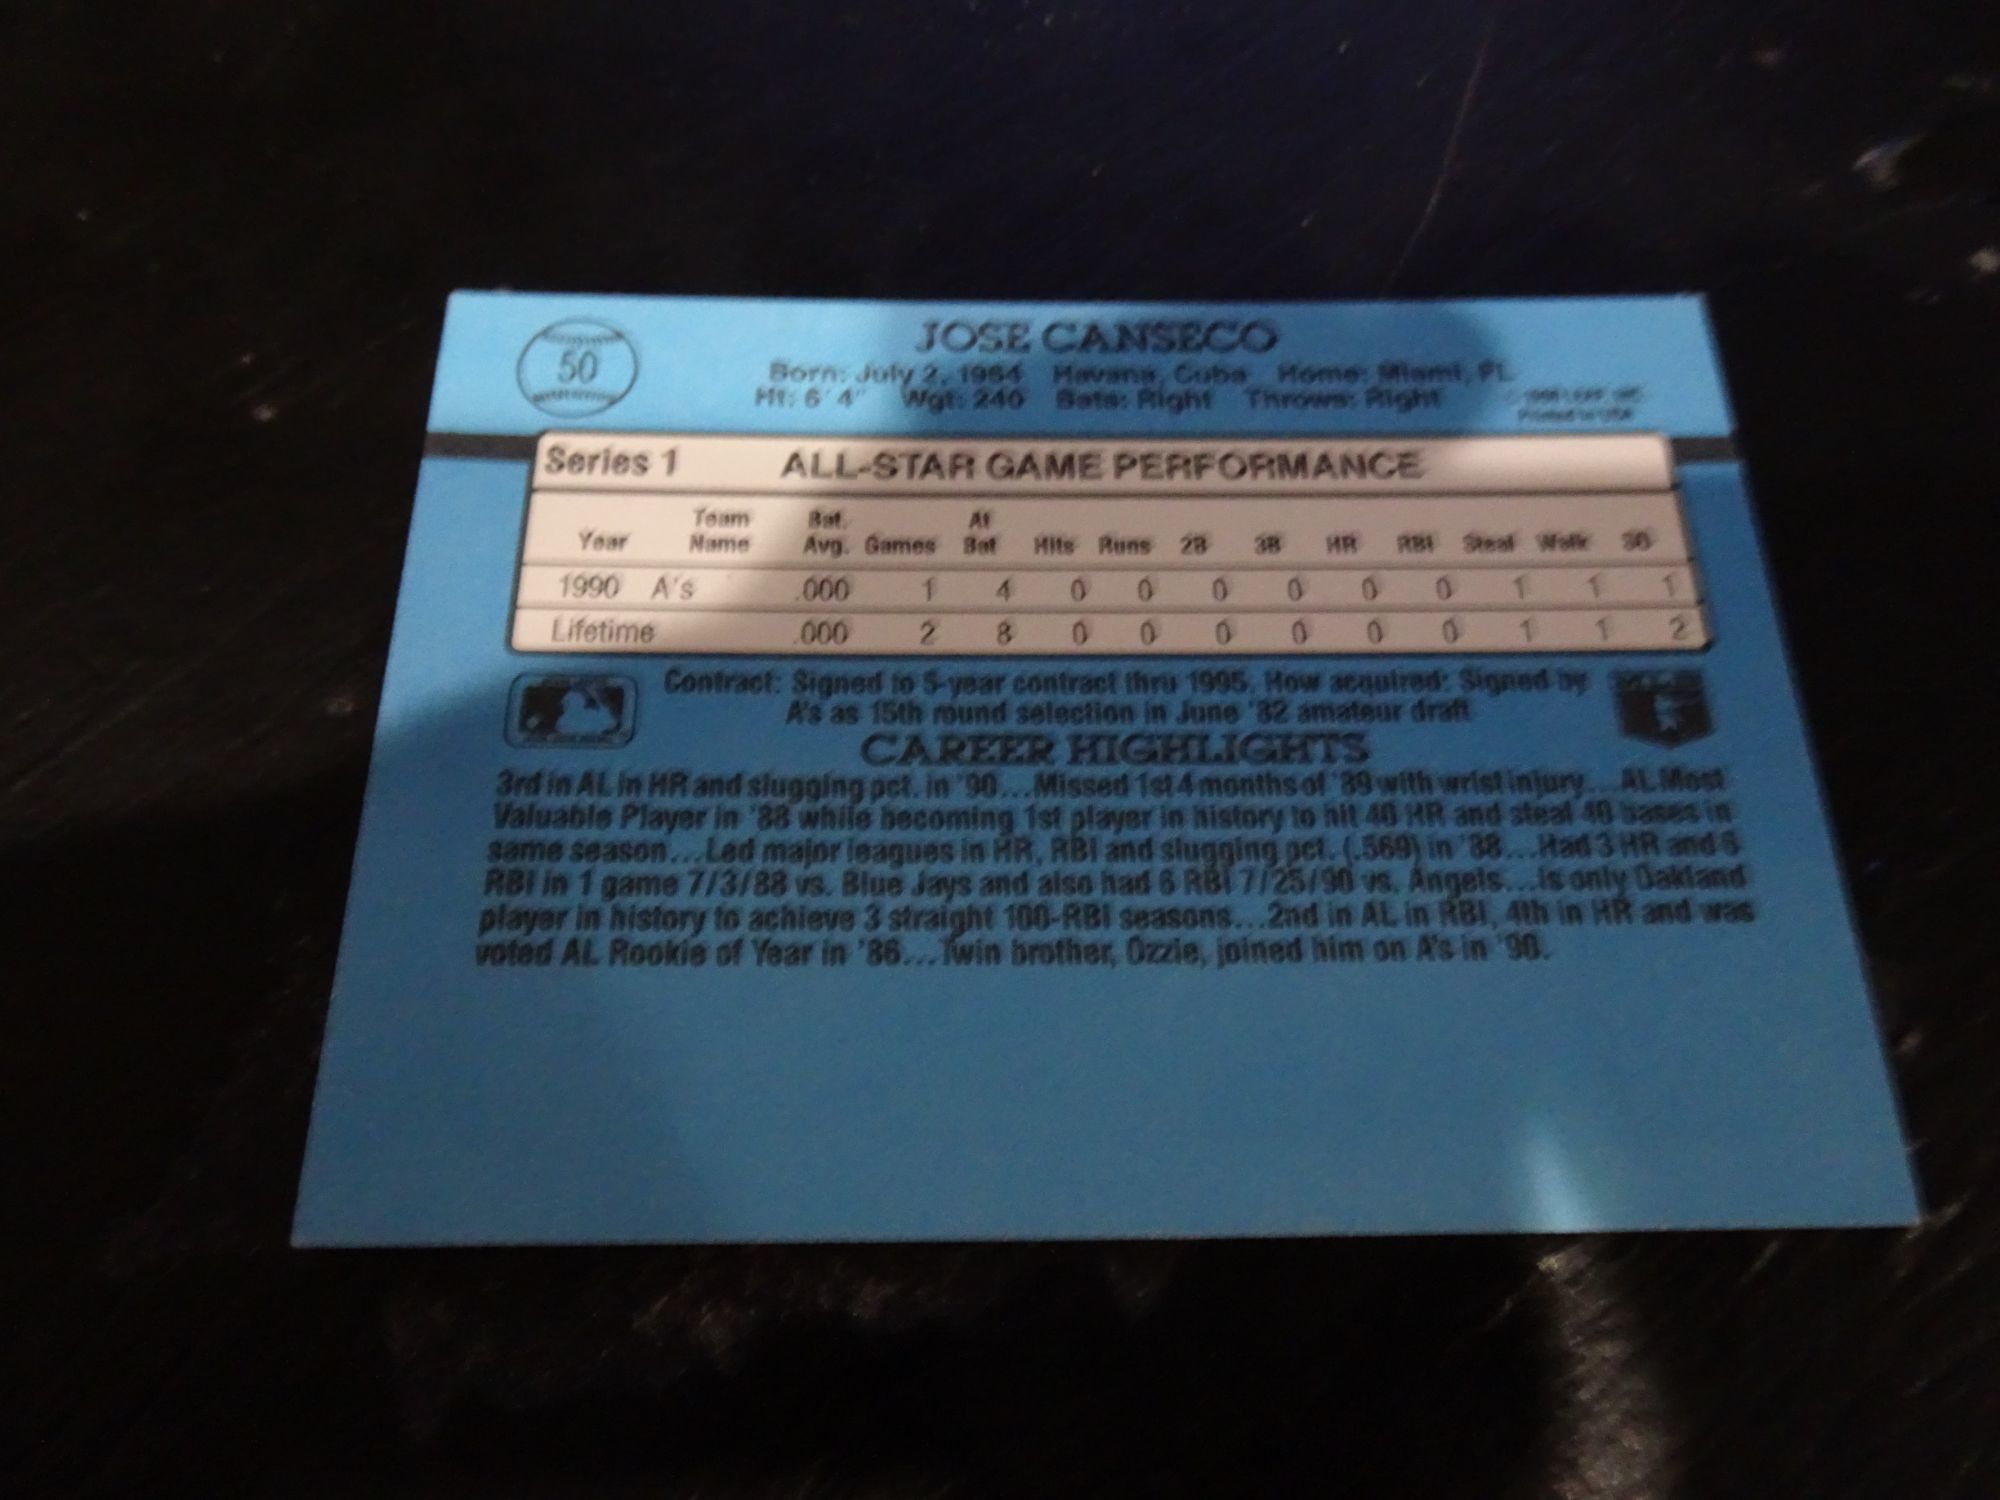 50
JOSE CANSECO
Born: July 2, 1964 Havana, Cuba Home: Miami, FL
Ht: 6' 4" Wgt: 240 Bats: Right Throws: Right
Printed in USA
Series 1 ALL-STAR GAME PERFORMANCE
Year Team Name Bat. Avg. Games At Bat Hits Runs 2B 3B HR RBI Steal Walk SO
1990 A's .000 1 4 0 0 0 0 0 0 1 1 1
Lifetime .000 2 8 0 0 0 0 0 0 1 1 2
Contract: Signed to 5-year contract thru 1995. How acquired: Signed by
A's as 15th round selection in June '82 amateur draft
CAREER HIGHLIGHTS
3rd in AL in HR and slugging pct. in '90...Missed 1st 4 months of '89 with wrist injury...AL Most
Valuable Player in '88 while becoming 1st player in history to hit 40 HR and steal 40 bases in
same season...Led major leagues in HR, RBI and slugging pct. (.569) in '88...Had 3 HR and
RBI in 1 game 7/3/88 vs. Blue Jays and also had 6 RBI 7/25/90 vs. Angels...is only Oakland
player in history to achieve 3 straight 100-RBI seasons...2nd in AL in RBI, 4th in HR and was
voted AL Rookie of Year in '86...Twin brother, Ozzie, joined him on A's in '90.